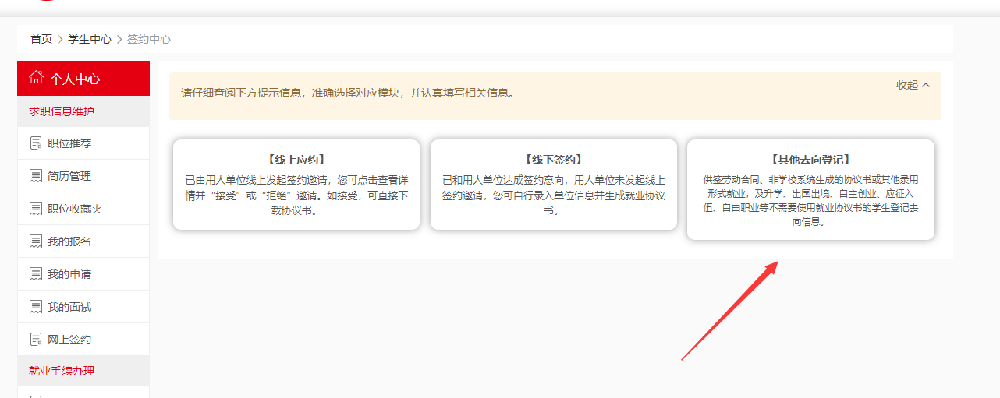 首页 > 学生中心 > 签约中心
个人中心
求职信息维护
职位推荐
简历管理
职位收藏夹
我的报名
我的申请
我的面试
网上签约
就业手续办理
请仔细查阅下方提示信息，准确选择对应模块，并认真填写相关信息。
收起
【线上应约】
已由用人单位线上发起签约邀请，您可点击查看详
情并“接受”或“拒绝”邀请。如接受，可直接下
载协议书。
【线下签约】
已和用人单位达成签约意向，用人单位未发起线上
签约邀请，您可自行录入单位信息并生成就业协议
书。
【其他去向登记】
供签劳动合同、非学校系统生成的协议书或其他录用
形式就业，及升学、出国出境、自主创业、应征入
伍、自由职业等不需要使用就业协议书的学生登记去
向信息。